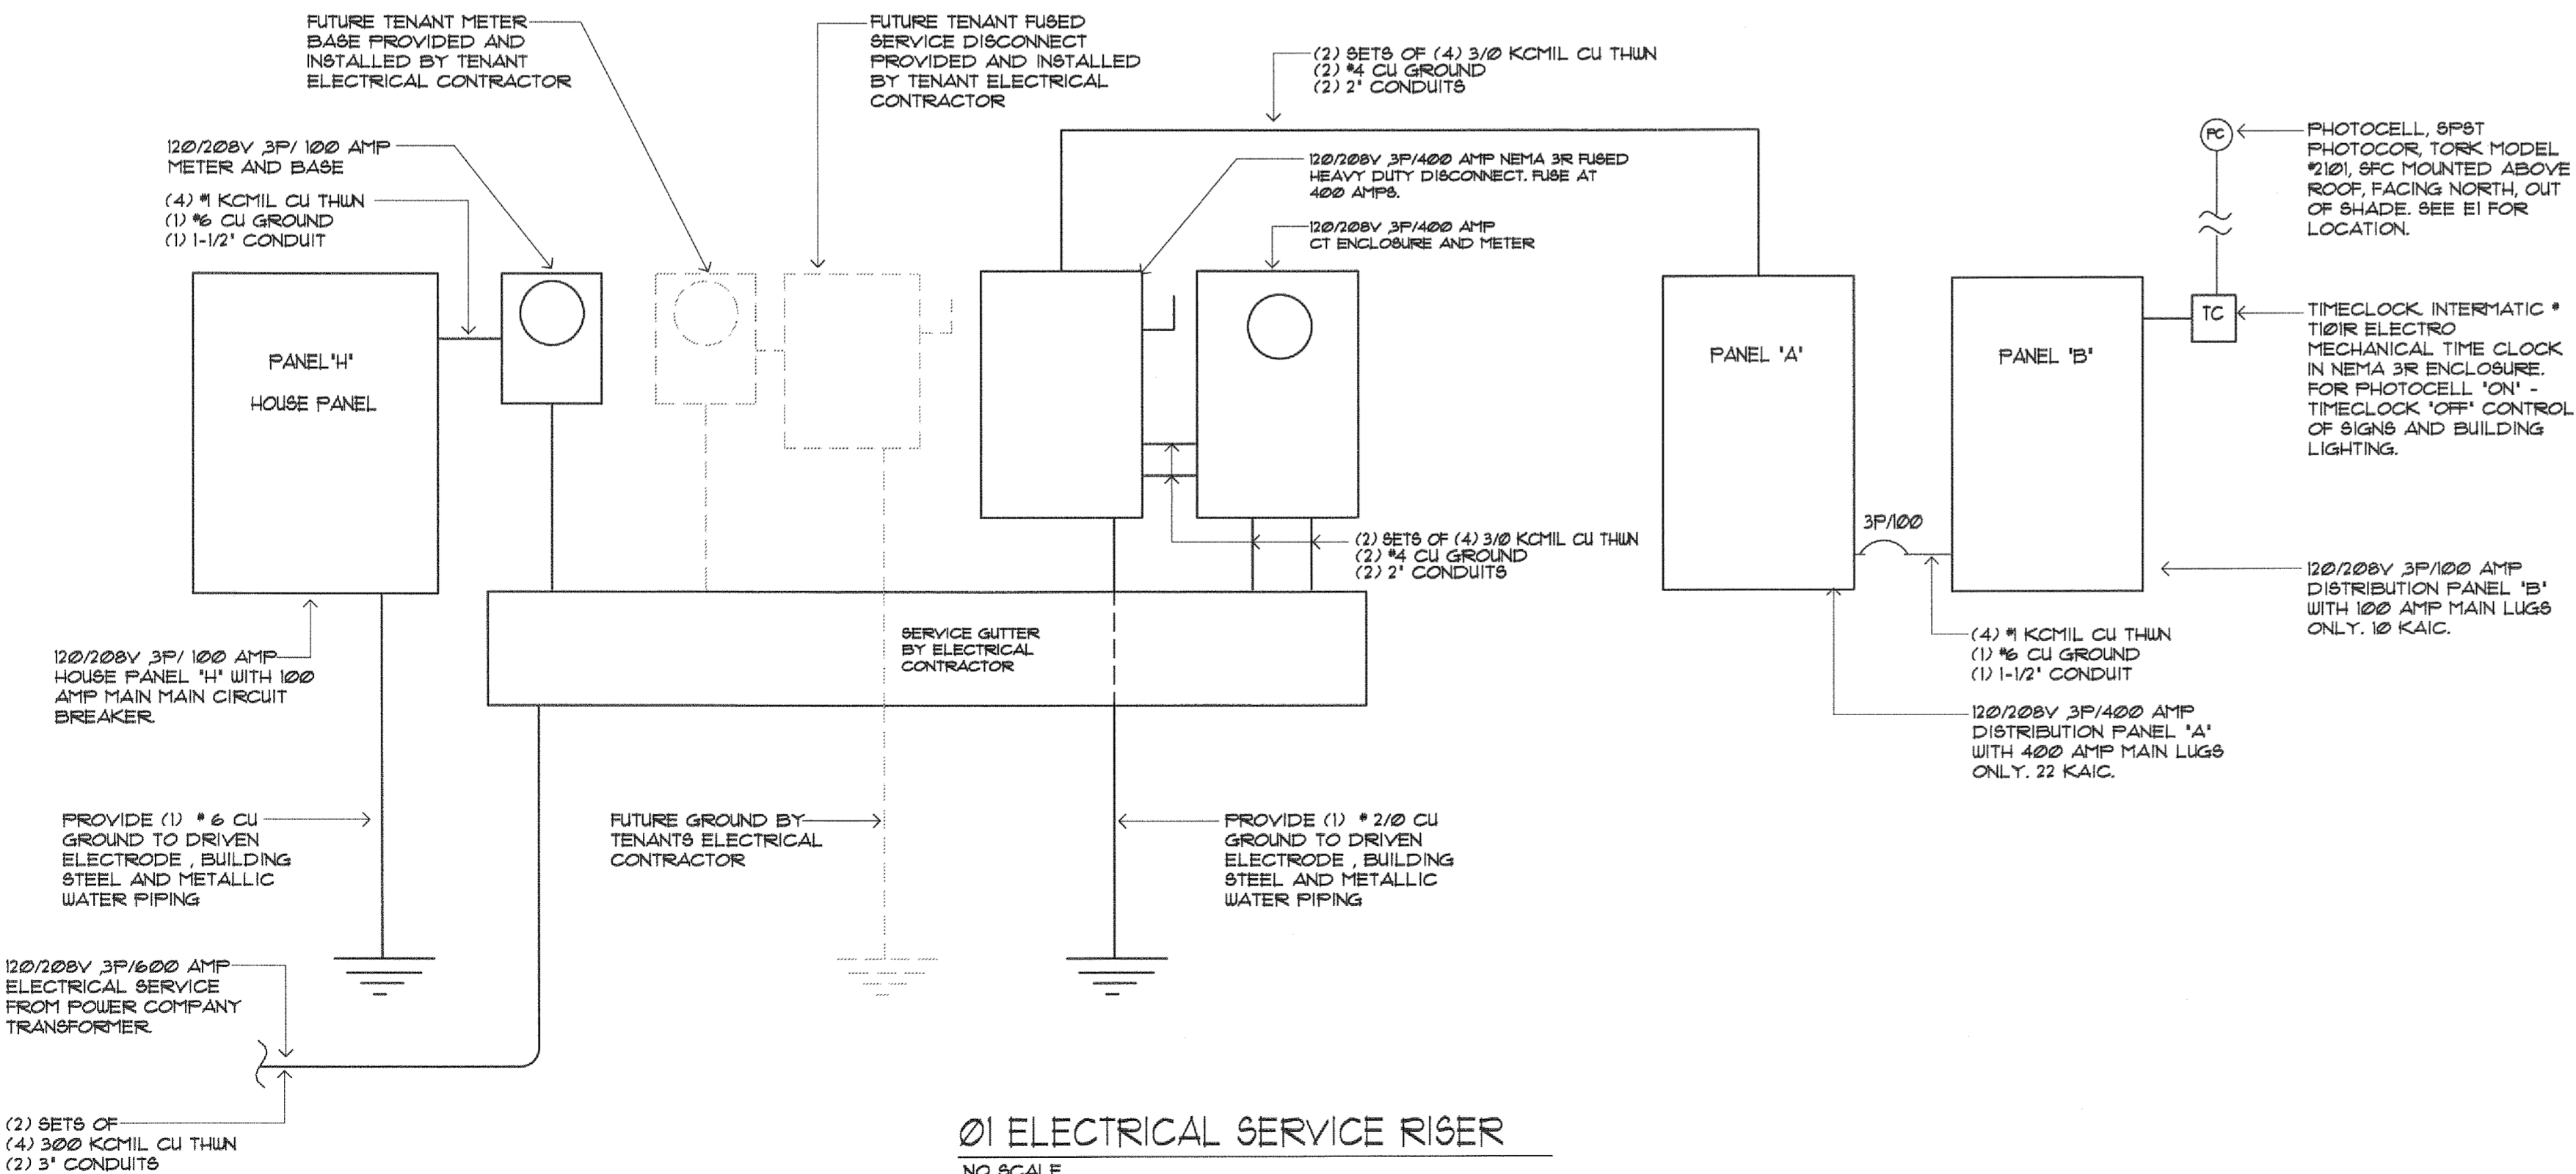 FUTURE TENANT METER
BASE PROVIDED AND
INSTALLED BY TENANT
ELECTRICAL CONTRACTOR
FUTURE TENANT FUSED
SERVICE DISCONNECT
PROVIDED AND INSTALLED
BY TENANT ELECTRICAL
CONTRACTOR
(2) SETS OF (4) 3/0 KCMIL CU THWN
(2) #4 CU GROUND
(2) 2" CONDUITS
120/208V ,3P/ 100 AMP
METER AND BASE
(4) #1 KCMIL CU THWN
(1) #6 CU GROUND
(1) 1-1/2" CONDUIT
120/208V ,3P/400 AMP NEMA 3R FUSED
HEAVY DUTY DISCONNECT. FUSE AT
400 AMPS.
120/208V ,3P/400 AMP
CT ENCLOSURE AND METER
PC
PHOTOCELL, SPST
PHOTOCOR, TORK MODEL
#2101, SFC MOUNTED ABOVE
ROOF, FACING NORTH, OUT
OF SHADE. SEE E1 FOR
LOCATION.
PANEL "H"
HOUSE PANEL
PANEL "A"
PANEL "B"
TC
TIMECLOCK. INTERMATIC #
T101R ELECTRO
MECHANICAL TIME CLOCK
IN NEMA 3R ENCLOSURE.
FOR PHOTOCELL "ON" -
TIMECLOCK "OFF" CONTROL
OF SIGNS AND BUILDING
LIGHTING.
3P/100
(2) SETS OF (4) 3/0 KCMIL CU THWN
(2) #4 CU GROUND
(2) 2" CONDUITS
120/208V ,3P/100 AMP
DISTRIBUTION PANEL "B"
WITH 100 AMP MAIN LUGS
ONLY. 10 KAIC.
SERVICE GUTTER
BY ELECTRICAL
CONTRACTOR
(4) #1 KCMIL CU THWN
(1) #6 CU GROUND
(1) 1-1/2" CONDUIT
120/208V ,3P/ 100 AMP
HOUSE PANEL "H" WITH 100
AMP MAIN MAIN CIRCUIT
BREAKER.
120/208V ,3P/400 AMP
DISTRIBUTION PANEL "A"
WITH 400 AMP MAIN LUGS
ONLY. 22 KAIC.
PROVIDE (1) # 6 CU
GROUND TO DRIVEN
ELECTRODE , BUILDING
STEEL AND METALLIC
WATER PIPING
FUTURE GROUND BY
TENANTS ELECTRICAL
CONTRACTOR
PROVIDE (1) # 2/0 CU
GROUND TO DRIVEN
ELECTRODE , BUILDING
STEEL AND METALLIC
WATER PIPING
120/208V ,3P/600 AMP
ELECTRICAL SERVICE
FROM POWER COMPANY
TRANSFORMER.
(2) SETS OF
(4) 300 KCMIL CU THWN
(2) 3" CONDUITS
01 ELECTRICAL SERVICE RISER
NO SCALE